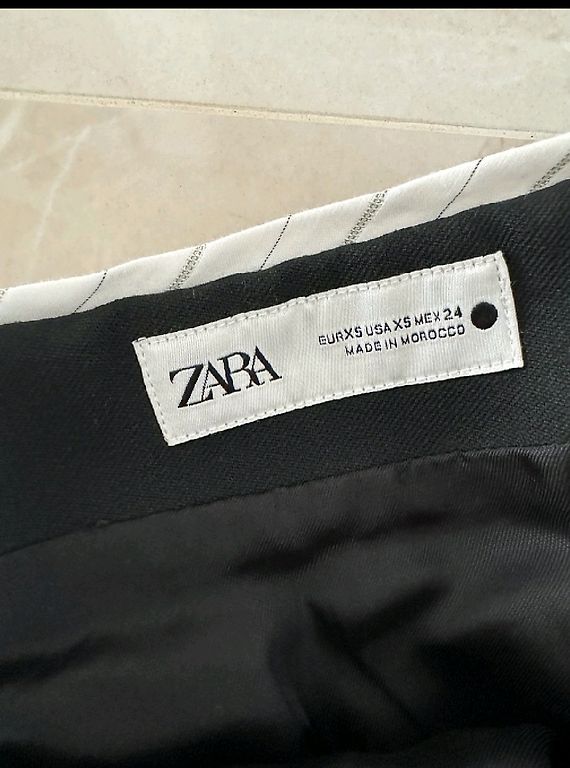 ZARA
EUR XS USA XS MEX 24
MADE IN MOROCCO